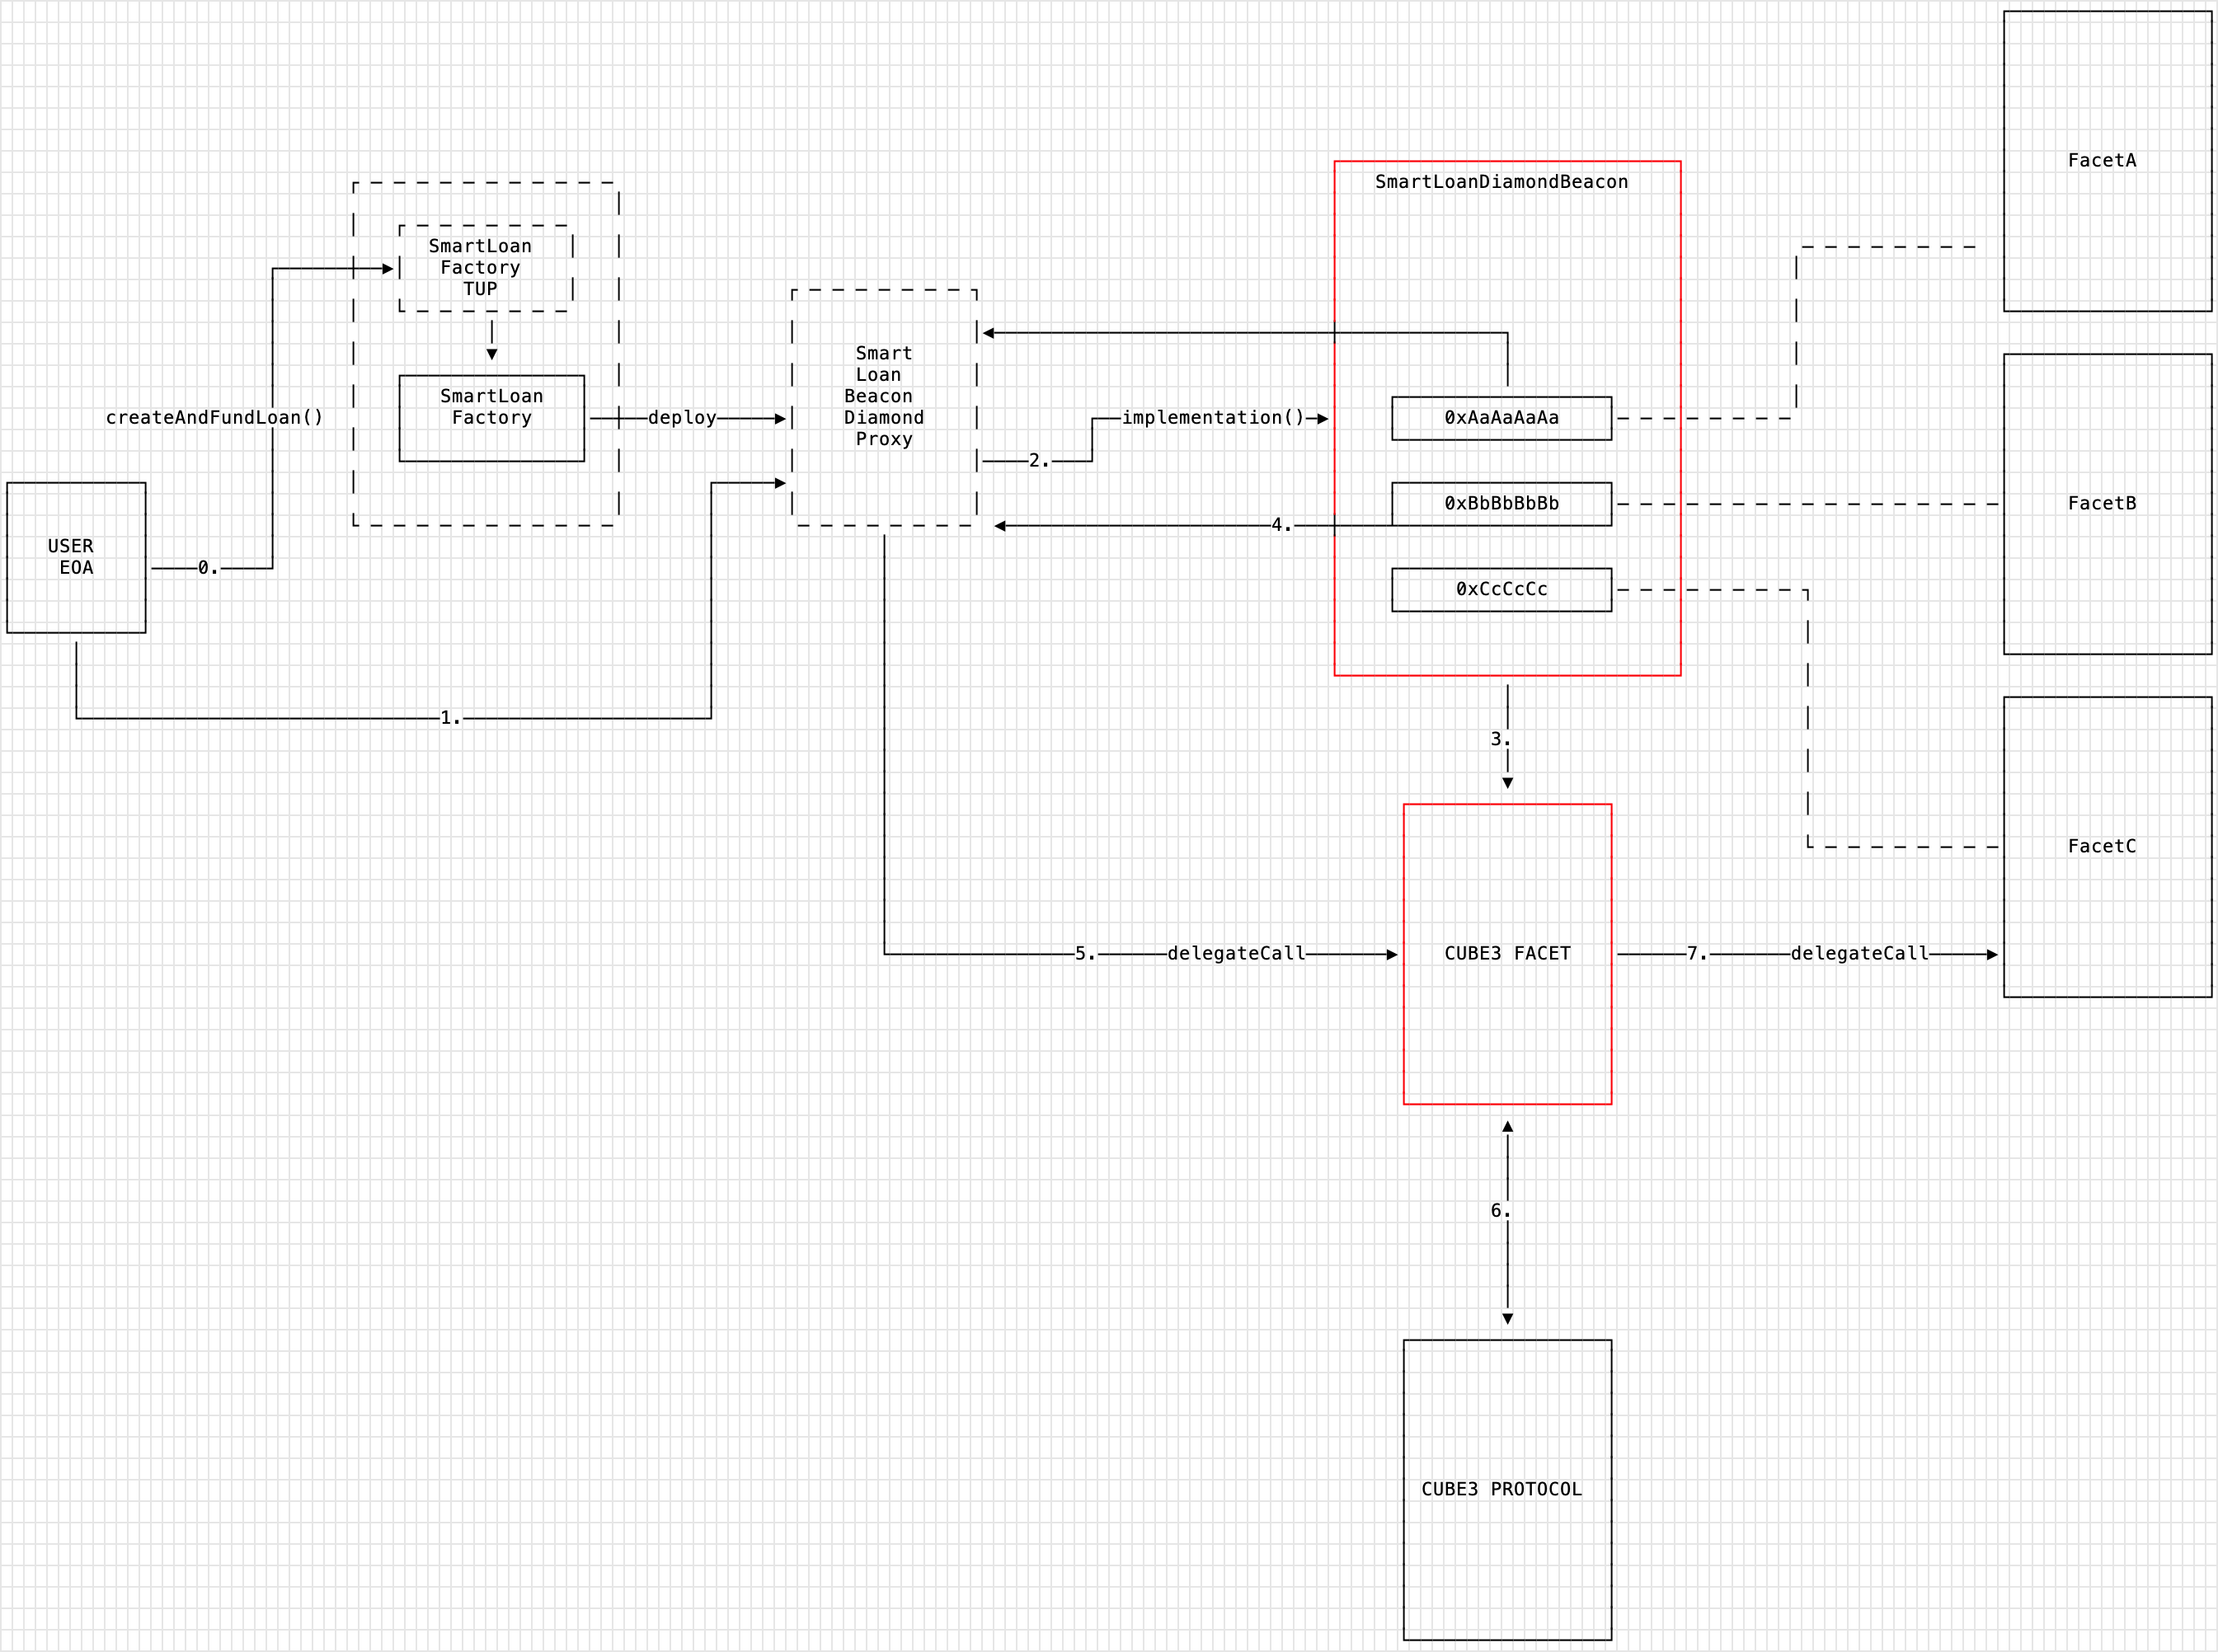 FacetA
SmartLoanDiamondBeacon
SmartLoan
Factory
TUP
Smart
Loan
Beacon
Diamond
Proxy
SmartLoan
Factory
createAndFundLoan()
deploy
implementation()
0xAaAaAaAa
2.
0xBbBbBbBb
FacetB
4.
USER
EOA
0.
0xCcCcCc
1.
3.
FacetC
5.
delegateCall
CUBE3 FACET
7.
delegateCall
6.
CUBE3 PROTOCOL